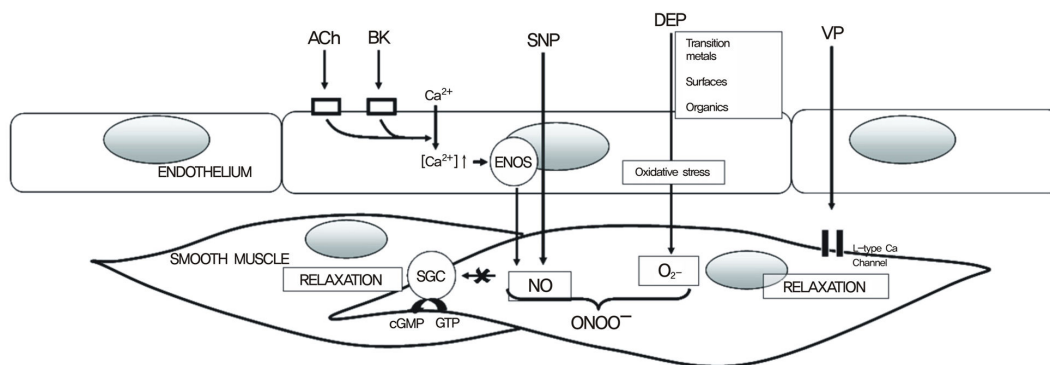 ACh
BK
SNP
DEP
VP
Transition
metals
Surfaces
Organics
Ca²⁺
[Ca²⁺]↑
ENOS
ENDOTHELIUM
Oxidative stress
SMOOTH MUSCLE
RELAXATION
SGC
cGMP
GTP
NO
O₂–
ONOO⁻
L-type Ca
Channel
RELAXATION